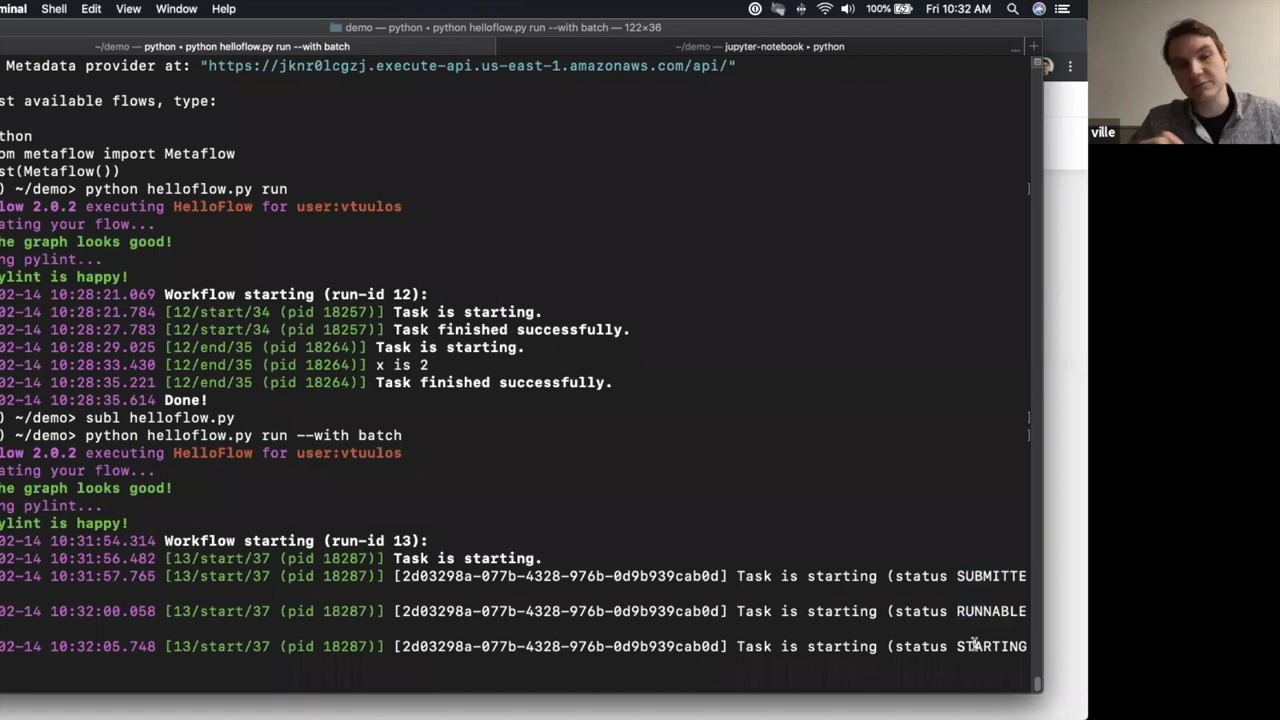 minal Shell Edit View Window Help 100% Fri 10:32 AM
demo — python • python helloflow.py run --with batch — 122×36
~/demo — python • python helloflow.py run --with batch
~/demo — jupyter-notebook ▸ python ... +
Metadata provider at: "https://jknr0lcgzj.execute-api.us-east-1.amazonaws.com/api/"
st available flows, type:
thon
om metaflow import Metaflow
st(Metaflow())
) ~/demo> python helloflow.py run ]
low 2.0.2 executing HelloFlow for user:vtuulos
ating your flow...
he graph looks good!
ng pylint...
ylint is happy!
02-14 10:28:21.069 Workflow starting (run-id 12):
02-14 10:28:21.784 [12/start/34 (pid 18257)] Task is starting.
02-14 10:28:27.783 [12/start/34 (pid 18257)] Task finished successfully.
02-14 10:28:29.025 [12/end/35 (pid 18264)] Task is starting.
02-14 10:28:33.430 [12/end/35 (pid 18264)] x is 2
02-14 10:28:35.221 [12/end/35 (pid 18264)] Task finished successfully.
02-14 10:28:35.614 Done!
) ~/demo> subl helloflow.py ]
) ~/demo> python helloflow.py run --with batch ]
low 2.0.2 executing HelloFlow for user:vtuulos
ating your flow...
he graph looks good!
ng pylint...
ylint is happy!
02-14 10:31:54.314 Workflow starting (run-id 13):
02-14 10:31:56.482 [13/start/37 (pid 18287)] Task is starting.
02-14 10:31:57.765 [13/start/37 (pid 18287)] [2d03298a-077b-4328-976b-0d9b939cab0d] Task is starting (status SUBMITTE
02-14 10:32:00.058 [13/start/37 (pid 18287)] [2d03298a-077b-4328-976b-0d9b939cab0d] Task is starting (status RUNNABLE
02-14 10:32:05.748 [13/start/37 (pid 18287)] [2d03298a-077b-4328-976b-0d9b939cab0d] Task is starting (status STARTING
ville